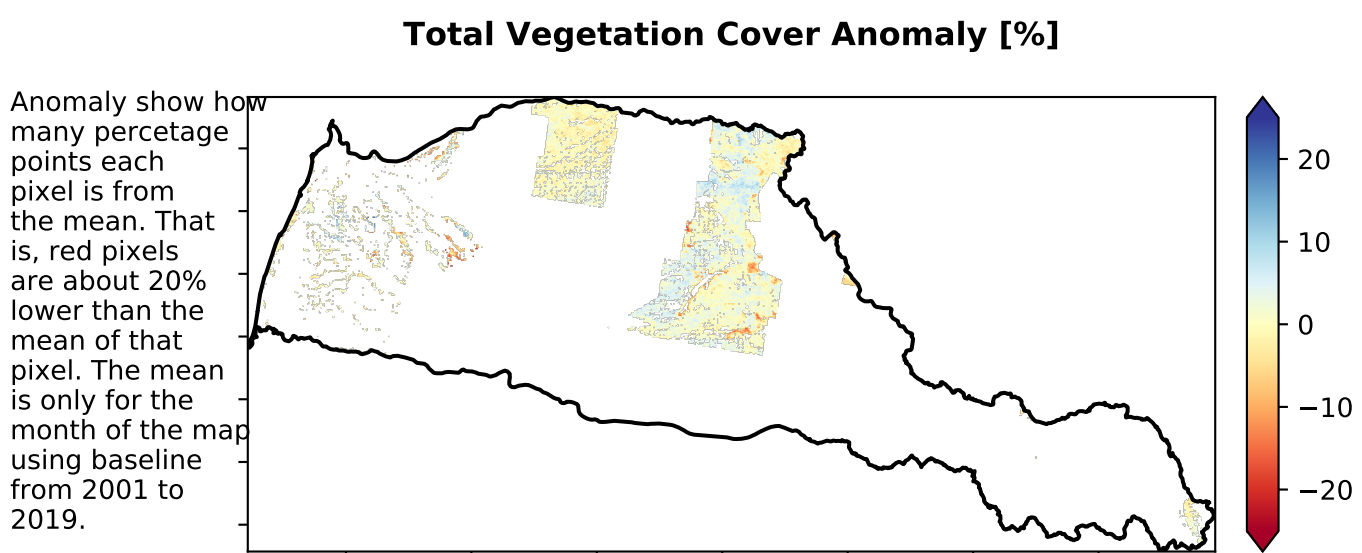 Total Vegetation Cover Anomaly [%]
Anomaly show how
many percetage
points each
pixel is from
the mean. That
is, red pixels
are about 20%
lower than the
mean of that
pixel. The mean
is only for the
month of the map
using baseline
from 2001 to
2019.
20
10
0
−10
−20